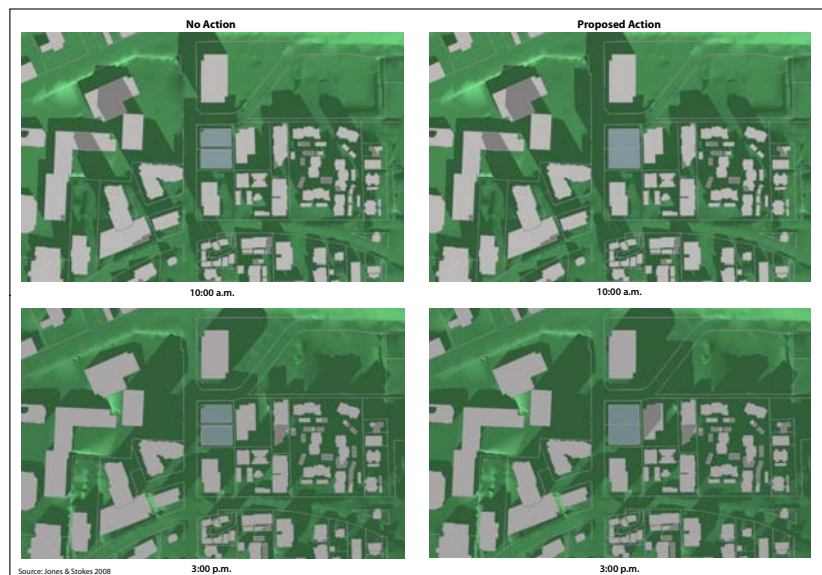 No Action
Proposed Action
10:00 a.m.
10:00 a.m.
3:00 p.m.
3:00 p.m.
Source: Jones & Stokes 2008